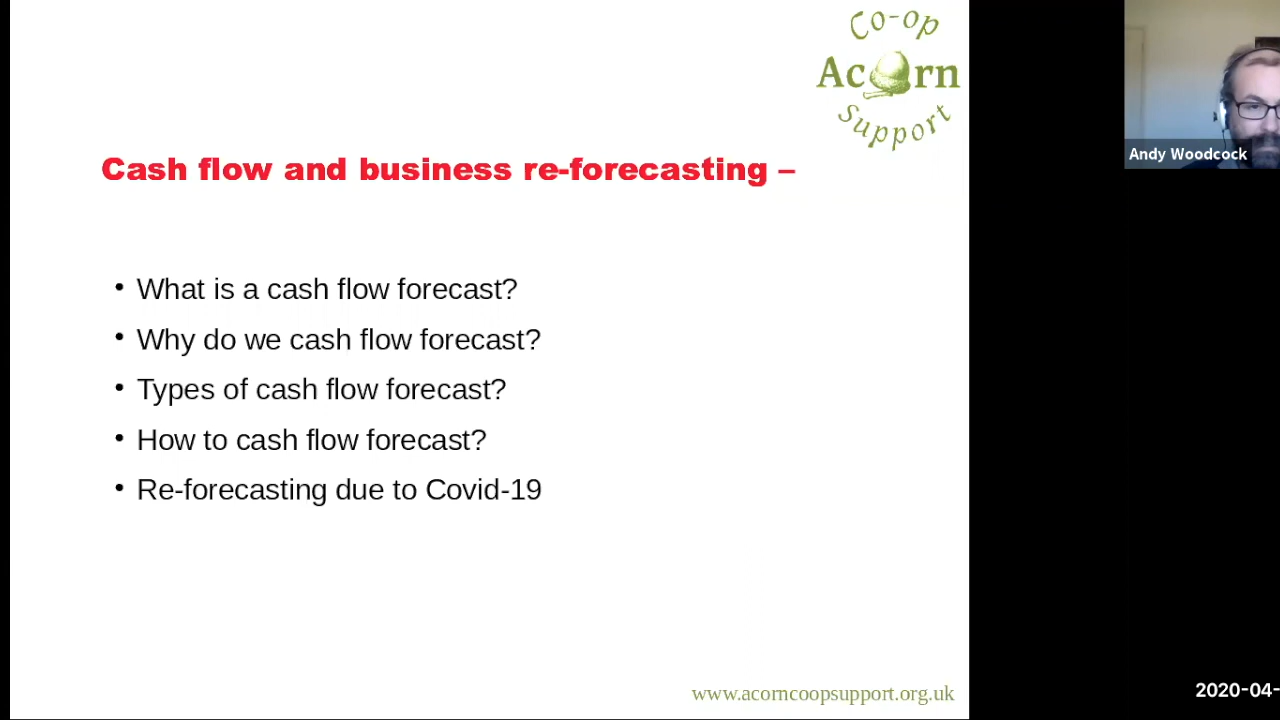 Co-op
Acorn
Support
Andy Woodcock
Cash flow and business re-forecasting –
• What is a cash flow forecast?
• Why do we cash flow forecast?
• Types of cash flow forecast?
• How to cash flow forecast?
• Re-forecasting due to Covid-19
www.acorncoopsupport.org.uk
2020-04-